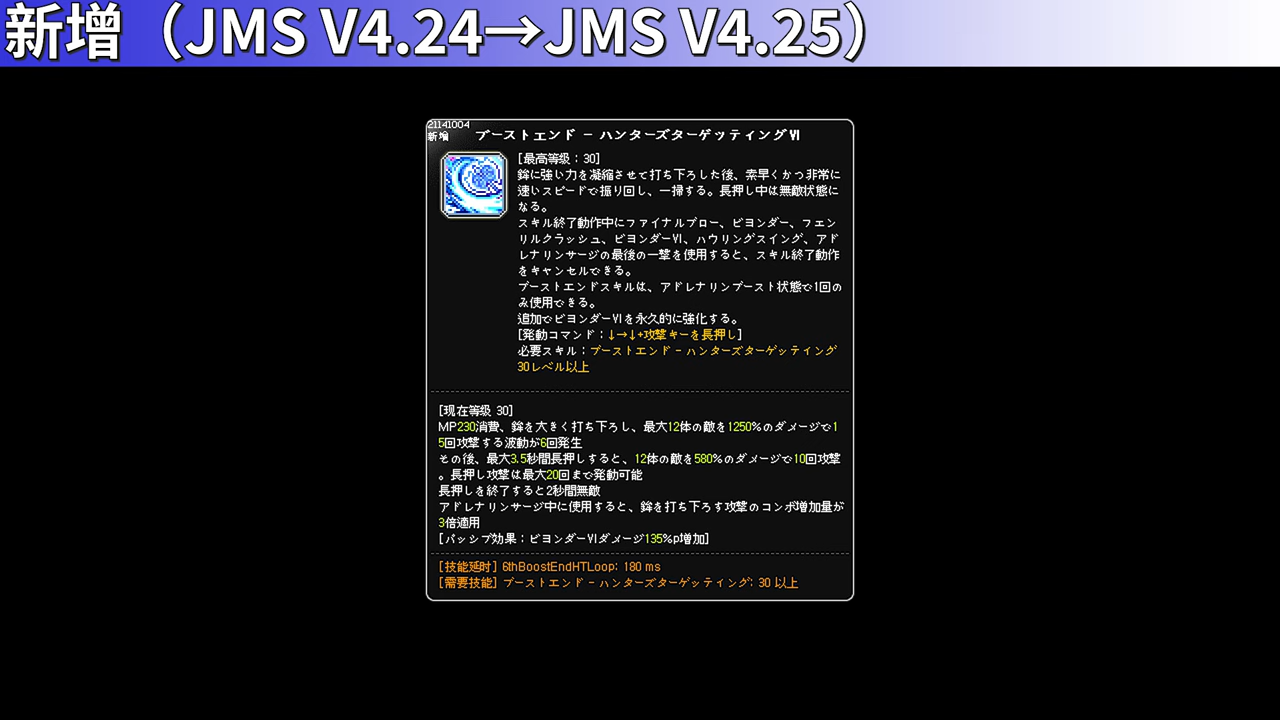 新増（JMS V4.24→JMS V4.25）
21141004
新増
ブーストエンド - ハンターズターゲッティングVI
[最高等級：30]
鉾に強い力を凝縮させて打ち下ろした後、素早くかつ非常に
速いスピードで振り回し、一掃する。長押し中は無敵状態に
なる。
スキル終了動作中にファイナルブロー、ビヨンダー、フェン
リルクラッシュ、ビヨンダーVI、ハウリングスイング、アド
レナリンサージの最後の一撃を使用すると、スキル終了動作
をキャンセルできる。
ブーストエンドスキルは、アドレナリンブースト状態で1回の
み使用できる。
追加でビヨンダーVIを永久的に強化する。
[発動コマンド：↓→↓+攻撃キーを長押し]
必要スキル：ブーストエンド - ハンターズターゲッティング
30レベル以上
[現在等級 30]
MP230消費、鉾を大きく打ち下ろし、最大12体の敵を1250%のダメージで1
5回攻撃する波動が6回発生
その後、最大3.5秒間長押しすると、12体の敵を580%のダメージで10回攻撃
。長押し攻撃は最大20回まで発動可能
長押しを終了すると2秒間無敵
アドレナリンサージ中に使用すると、鉾を打ち下ろす攻撃のコンボ増加量が
3倍適用
[パッシブ効果：ビヨンダーVIダメージ135%p増加]
[技能延时] 6thBoostEndHTLoop: 180 ms
[需要技能] ブーストエンド - ハンターズターゲッティング: 30 以上